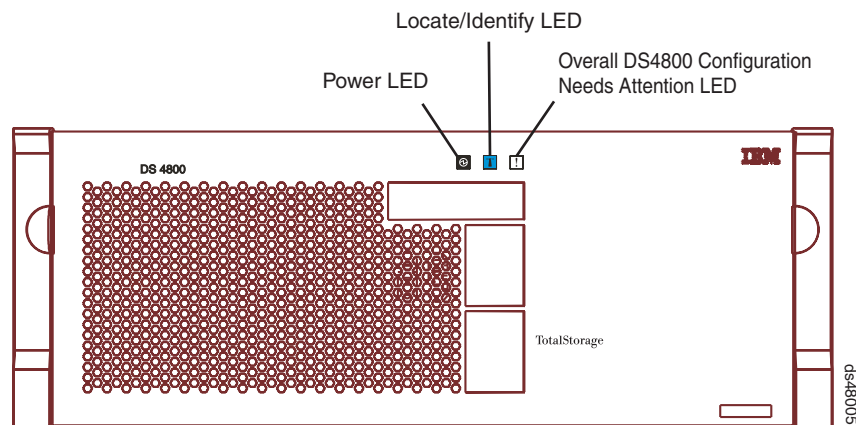 Locate/Identify LED
Overall DS4800 Configuration
Needs Attention LED
Power LED
DS 4800
!
IBM
TotalStorage
ds48005